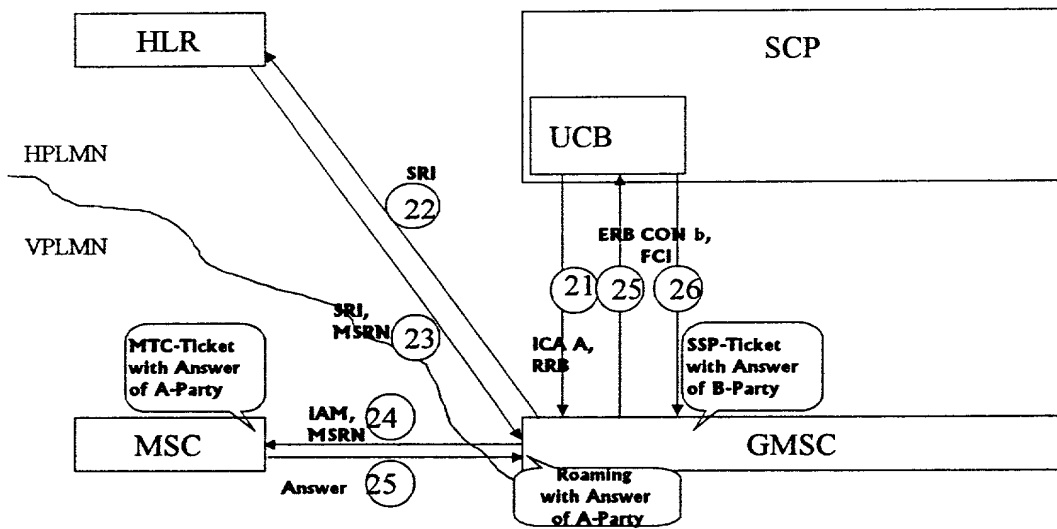 HLR
SCP
UCB
HPLMN
VPLMN
SRI
22
ERB CON b,
FCI
21
25
26
SRI,
MSRN
23
ICA A,
RRB
MTC-Ticket
with Answer
of A-Party
SSP-Ticket
with Answer
of B-Party
IAM,
MSRN
24
MSC
GMSC
Answer
25
Roaming
with Answer
of A-Party